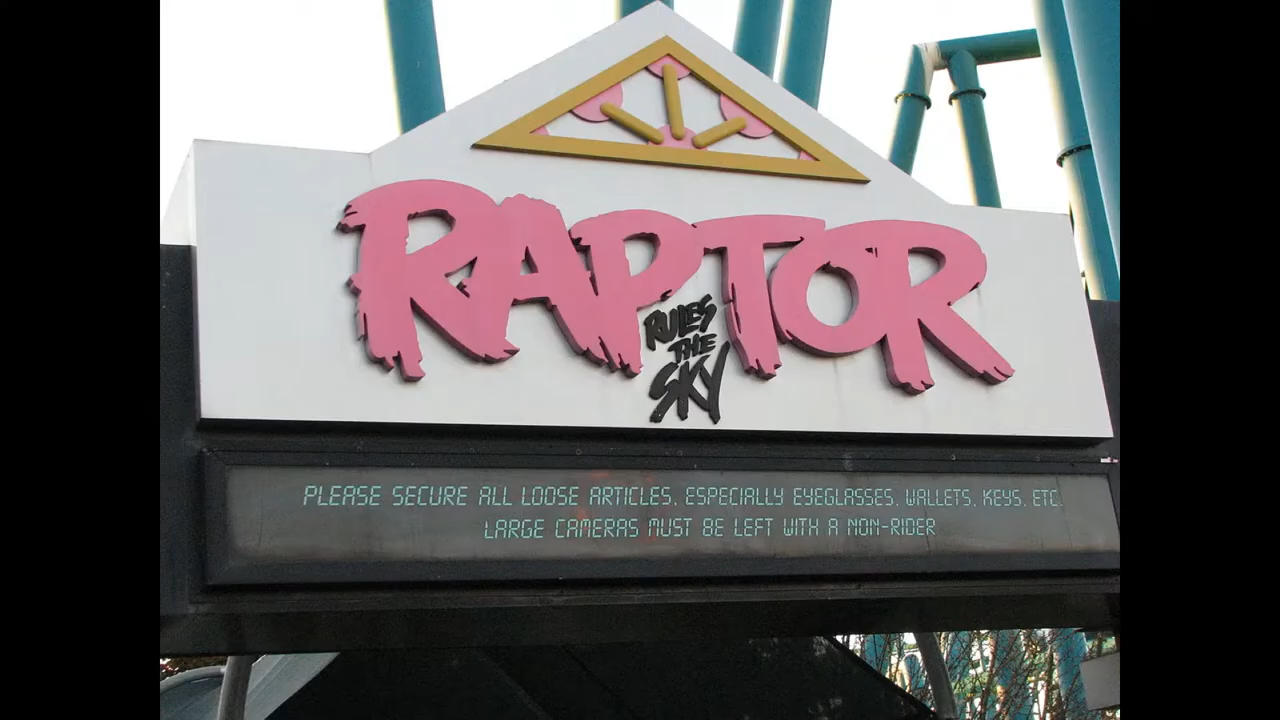 RAPTOR
RULES
THE
SKY
PLEASE SECURE ALL LOOSE ARTICLES, ESPECIALLY EYEGLASSES, WALLETS, KEYS, ETC.
LARGE CAMERAS MUST BE LEFT WITH A NON-RIDER